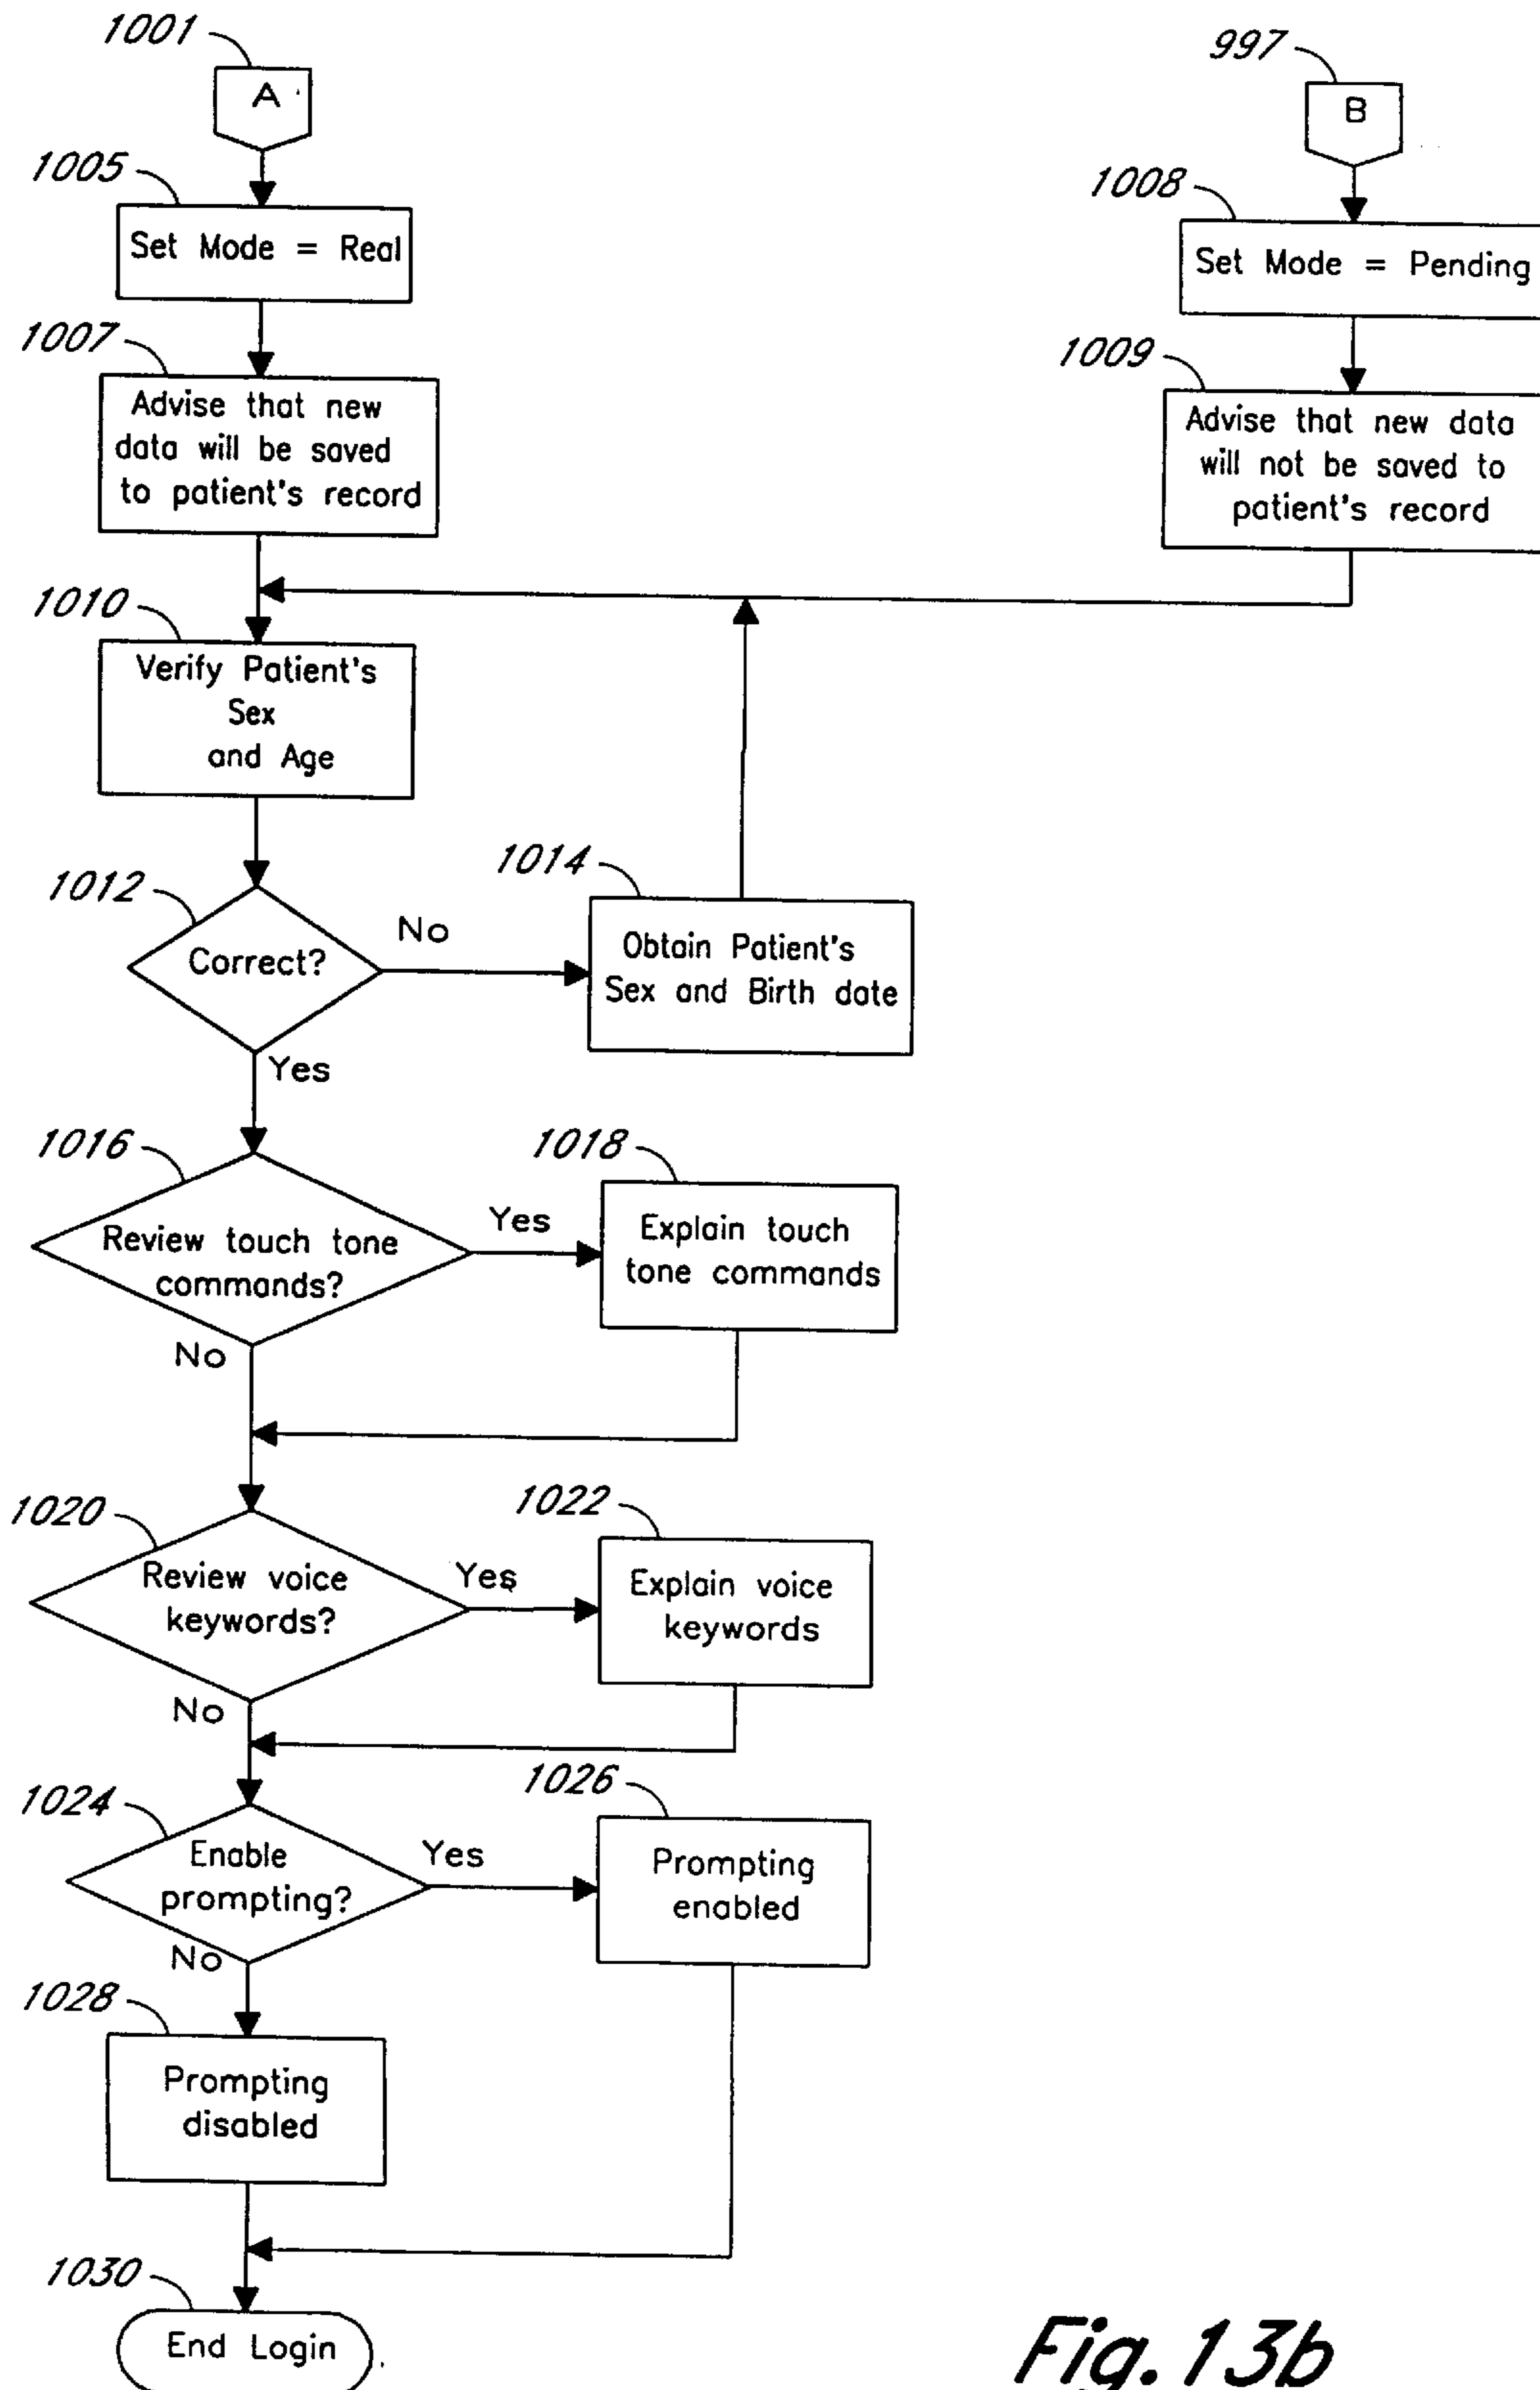 1001
A
997
B
1005
Set Mode = Real
1008
Set Mode = Pending
1007
Advise that new
data will be saved
to patient's record
1009
Advise that new data
will not be saved to
patient's record
1010
Verify Patient's
Sex
and Age
1012
Correct?
No
Yes
1014
Obtain Patient's
Sex and Birth date
1016
Review touch tone
commands?
Yes
No
1018
Explain touch
tone commands
1020
Review voice
keywords?
Yes
No
1022
Explain voice
keywords
1024
Enable
prompting?
Yes
No
1026
Prompting
enabled
1028
Prompting
disabled
1030
End Login
Fig. 13b